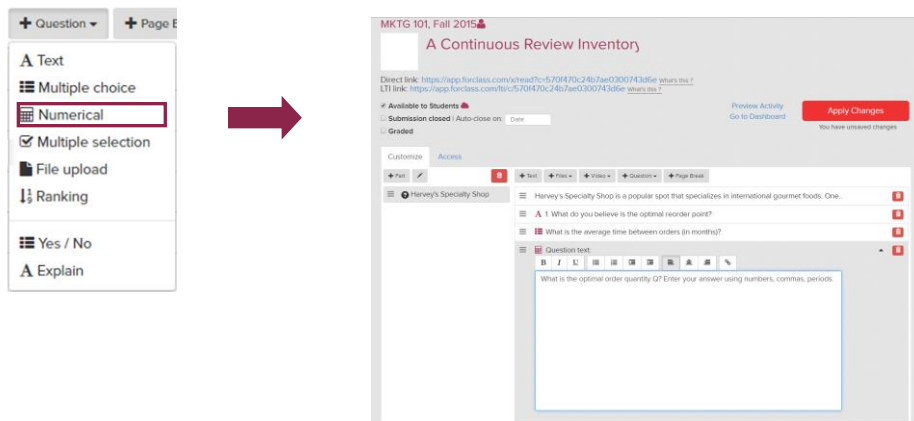 + Question
+ Page
A Text
Multiple choice
Numerical
Multiple selection
File upload
Ranking
Yes / No
A Explain
MKTG 101, Fall 2015
A Continuous Review Inventory
Direct link: https://app.forclass.com/x/read?c=570f470c24b7ae0300743d6e What's this ?
LTI link: https://app.forclass.com/lti/c/570f470c24b7ae0300743d6e What's this ?
Available to Students
Submission closed | Auto-close on: Date
Graded
Preview Activity
Go to Dashboard
Apply Changes
You have unsaved changes
Customize Access
+ Part
+ Text + Files + Video + Question + Page Break
Harvey's Specialty Shop
Harvey's Specialty Shop is a popular spot that specializes in international gourmet foods. One..
A 1. What do you believe is the optimal reorder point?
What is the average time between orders (in months)?
Question text:
B I U
What is the optimal order quantity Q? Enter your answer using numbers, commas, periods.